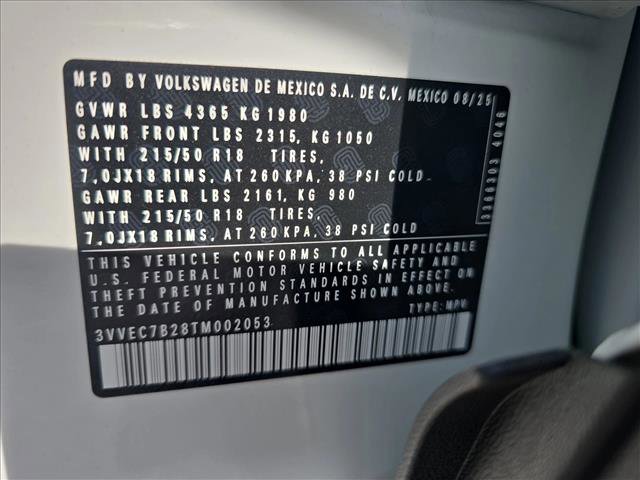 MFD BY VOLKSWAGEN DE MEXICO S.A. DE C.V. MEXICO 08/25
GVWR LBS 4365 KG 1980
GAWR FRONT LBS 2315, KG 1050
WITH 215/50 R18 TIRES,
7,0JX18 RIMS, AT 260 KPA, 38 PSI COLD
GAWR REAR LBS 2161, KG 980
WITH 215/50 R18 TIRES,
7,0JX18 RIMS, AT 260 KPA, 38 PSI COLD
3360303 4046
THIS VEHICLE CONFORMS TO ALL APPLICABLE
U.S. FEDERAL MOTOR VEHICLE SAFETY AND
THEFT PREVENTION STANDARDS IN EFFECT ON
THE DATE OF MANUFACTURE SHOWN ABOVE.
3VVEC7B28TM002053 TYPE: MPV